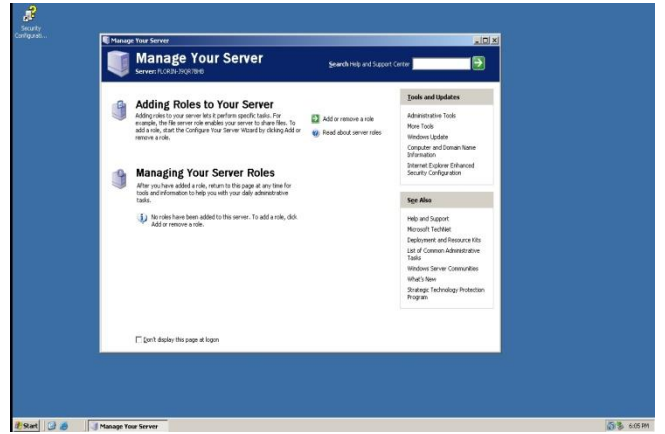 Security
Configurati...
Manage Your Server
Manage Your Server
Server: FLORIN-J9QR78H8
Search Help and Support Center
Adding Roles to Your Server
Adding roles to your server lets it perform specific tasks. For
example, the file server role enables your server to share files. To
add a role, start the Configure Your Server Wizard by clicking Add or
remove a role.
Add or remove a role
Read about server roles
Managing Your Server Roles
After you have added a role, return to this page at any time for
tools and information to help you with your daily administrative
tasks.
No roles have been added to this server. To add a role, click
Add or remove a role.
Tools and Updates
Administrative Tools
More Tools
Windows Update
Computer and Domain Name
Information
Internet Explorer Enhanced
Security Configuration
See Also
Help and Support
Microsoft TechNet
Deployment and Resource Kits
List of Common Administrative
Tasks
Windows Server Communities
What's New
Strategic Technology Protection
Program
Don't display this page at logon
Start
Manage Your Server
6:05 PM